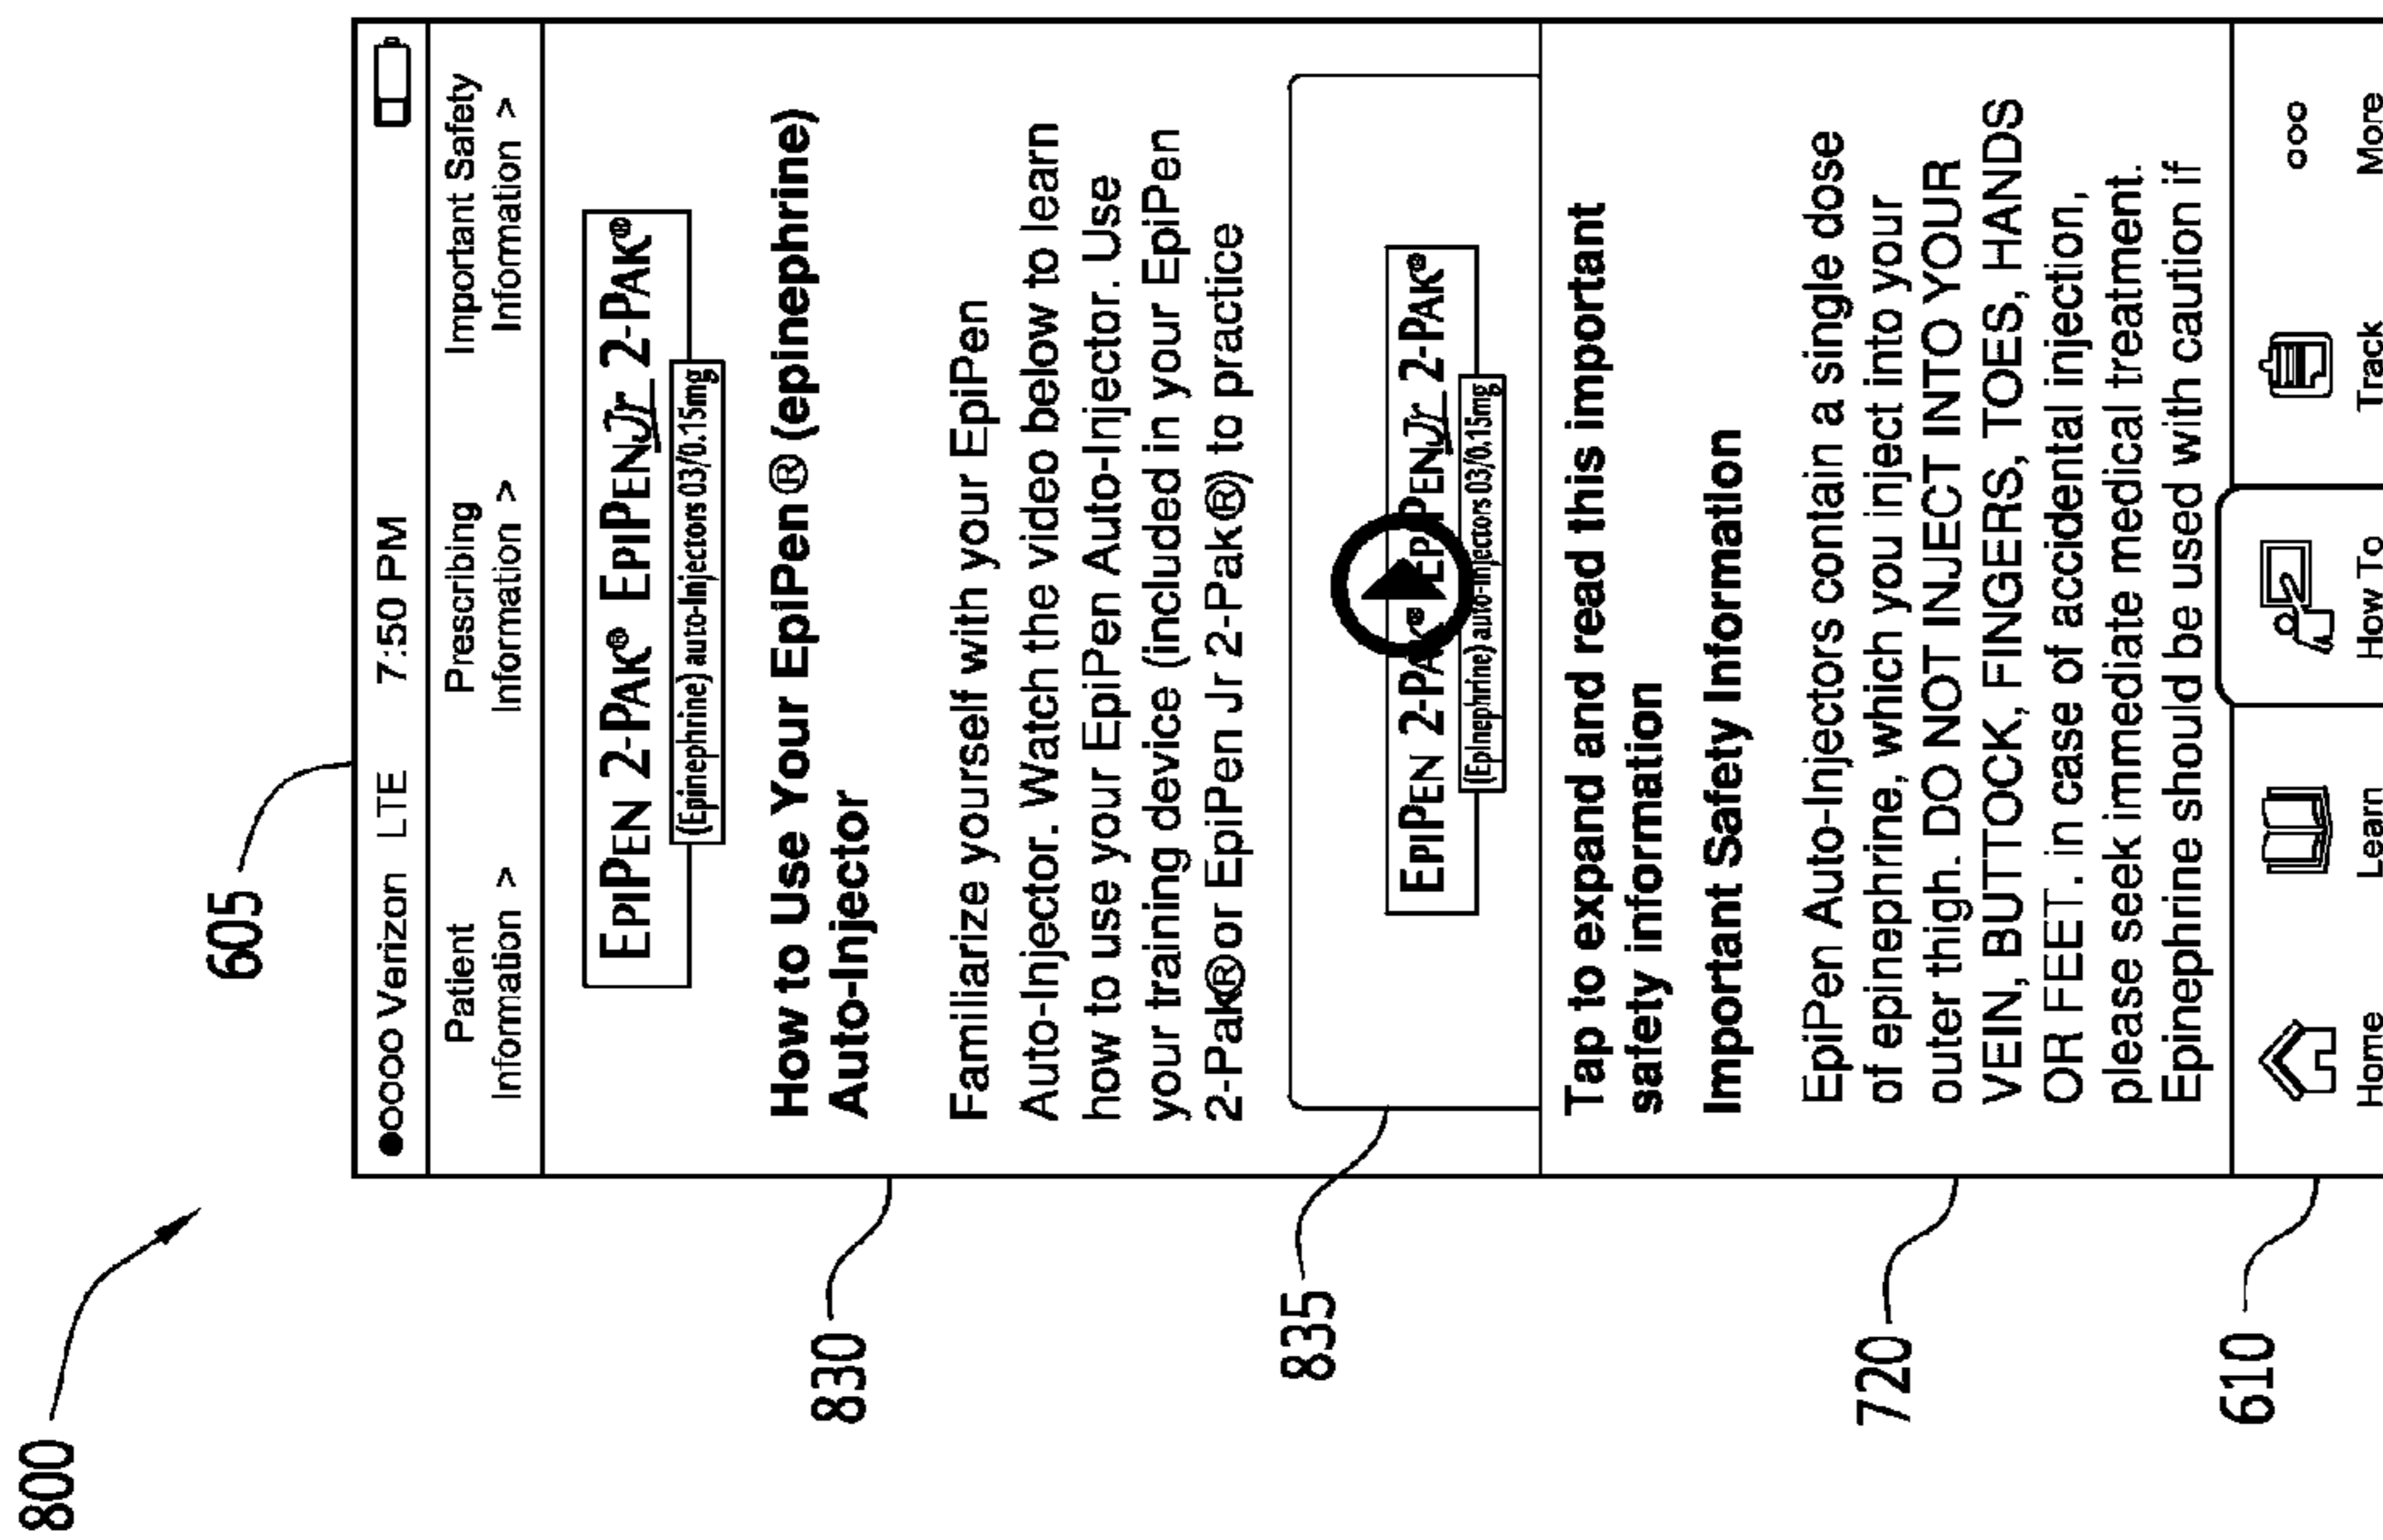 800
605
●oooo Verizon LTE 7:50 PM
Patient Information >
Prescribing Information >
Important Safety Information >
EPIPEN 2-PAK® EPIPENJr 2-PAK®
(Epinephrine) auto-Injectors 03/0.15mg
830
How to Use Your EpiPen® (epinephrine)
Auto-Injector
Familiarize yourself with your EpiPen
Auto-Injector. Watch the video below to learn
how to use your EpiPen Auto-Injector. Use
your training device (included in your EpiPen
2-Pak® or EpiPen Jr 2-Pak®) to practice
835
EPIPEN 2-PAK® EPIPENJr 2-PAK®
(Epinephrine) auto-Injectors 03/0.15mg
Tap to expand and read this important
safety information
Important Safety Information
720
EpiPen Auto-Injectors contain a single dose
of epinephrine, which you inject into your
outer thigh. DO NOT INJECT INTO YOUR
VEIN, BUTTOCK, FINGERS, TOES, HANDS
OR FEET. in case of accidental injection,
please seek immediate medical treatment.
Epinephrine should be used with caution if
610
Home
Learn
How To
Track
More